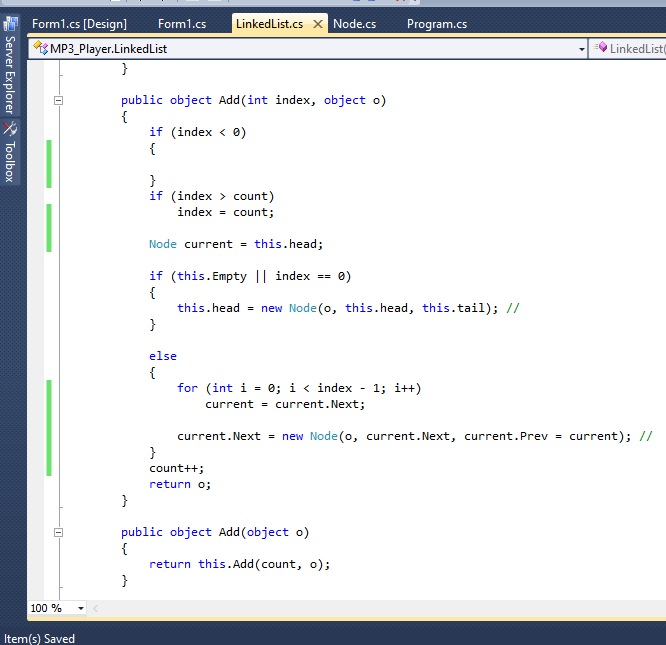 Form1.cs [Design] Form1.cs LinkedList.cs Node.cs Program.cs
Server Explorer
Toolbox
MP3_Player.LinkedList LinkedList(
}
public object Add(int index, object o)
{
if (index < 0)
{
}
if (index > count)
index = count;
Node current = this.head;
if (this.Empty || index == 0)
{
this.head = new Node(o, this.head, this.tail); //
}
else
{
for (int i = 0; i < index - 1; i++)
current = current.Next;
current.Next = new Node(o, current.Next, current.Prev = current); //
}
count++;
return o;
}
public object Add(object o)
{
return this.Add(count, o);
}
100 %
Item(s) Saved